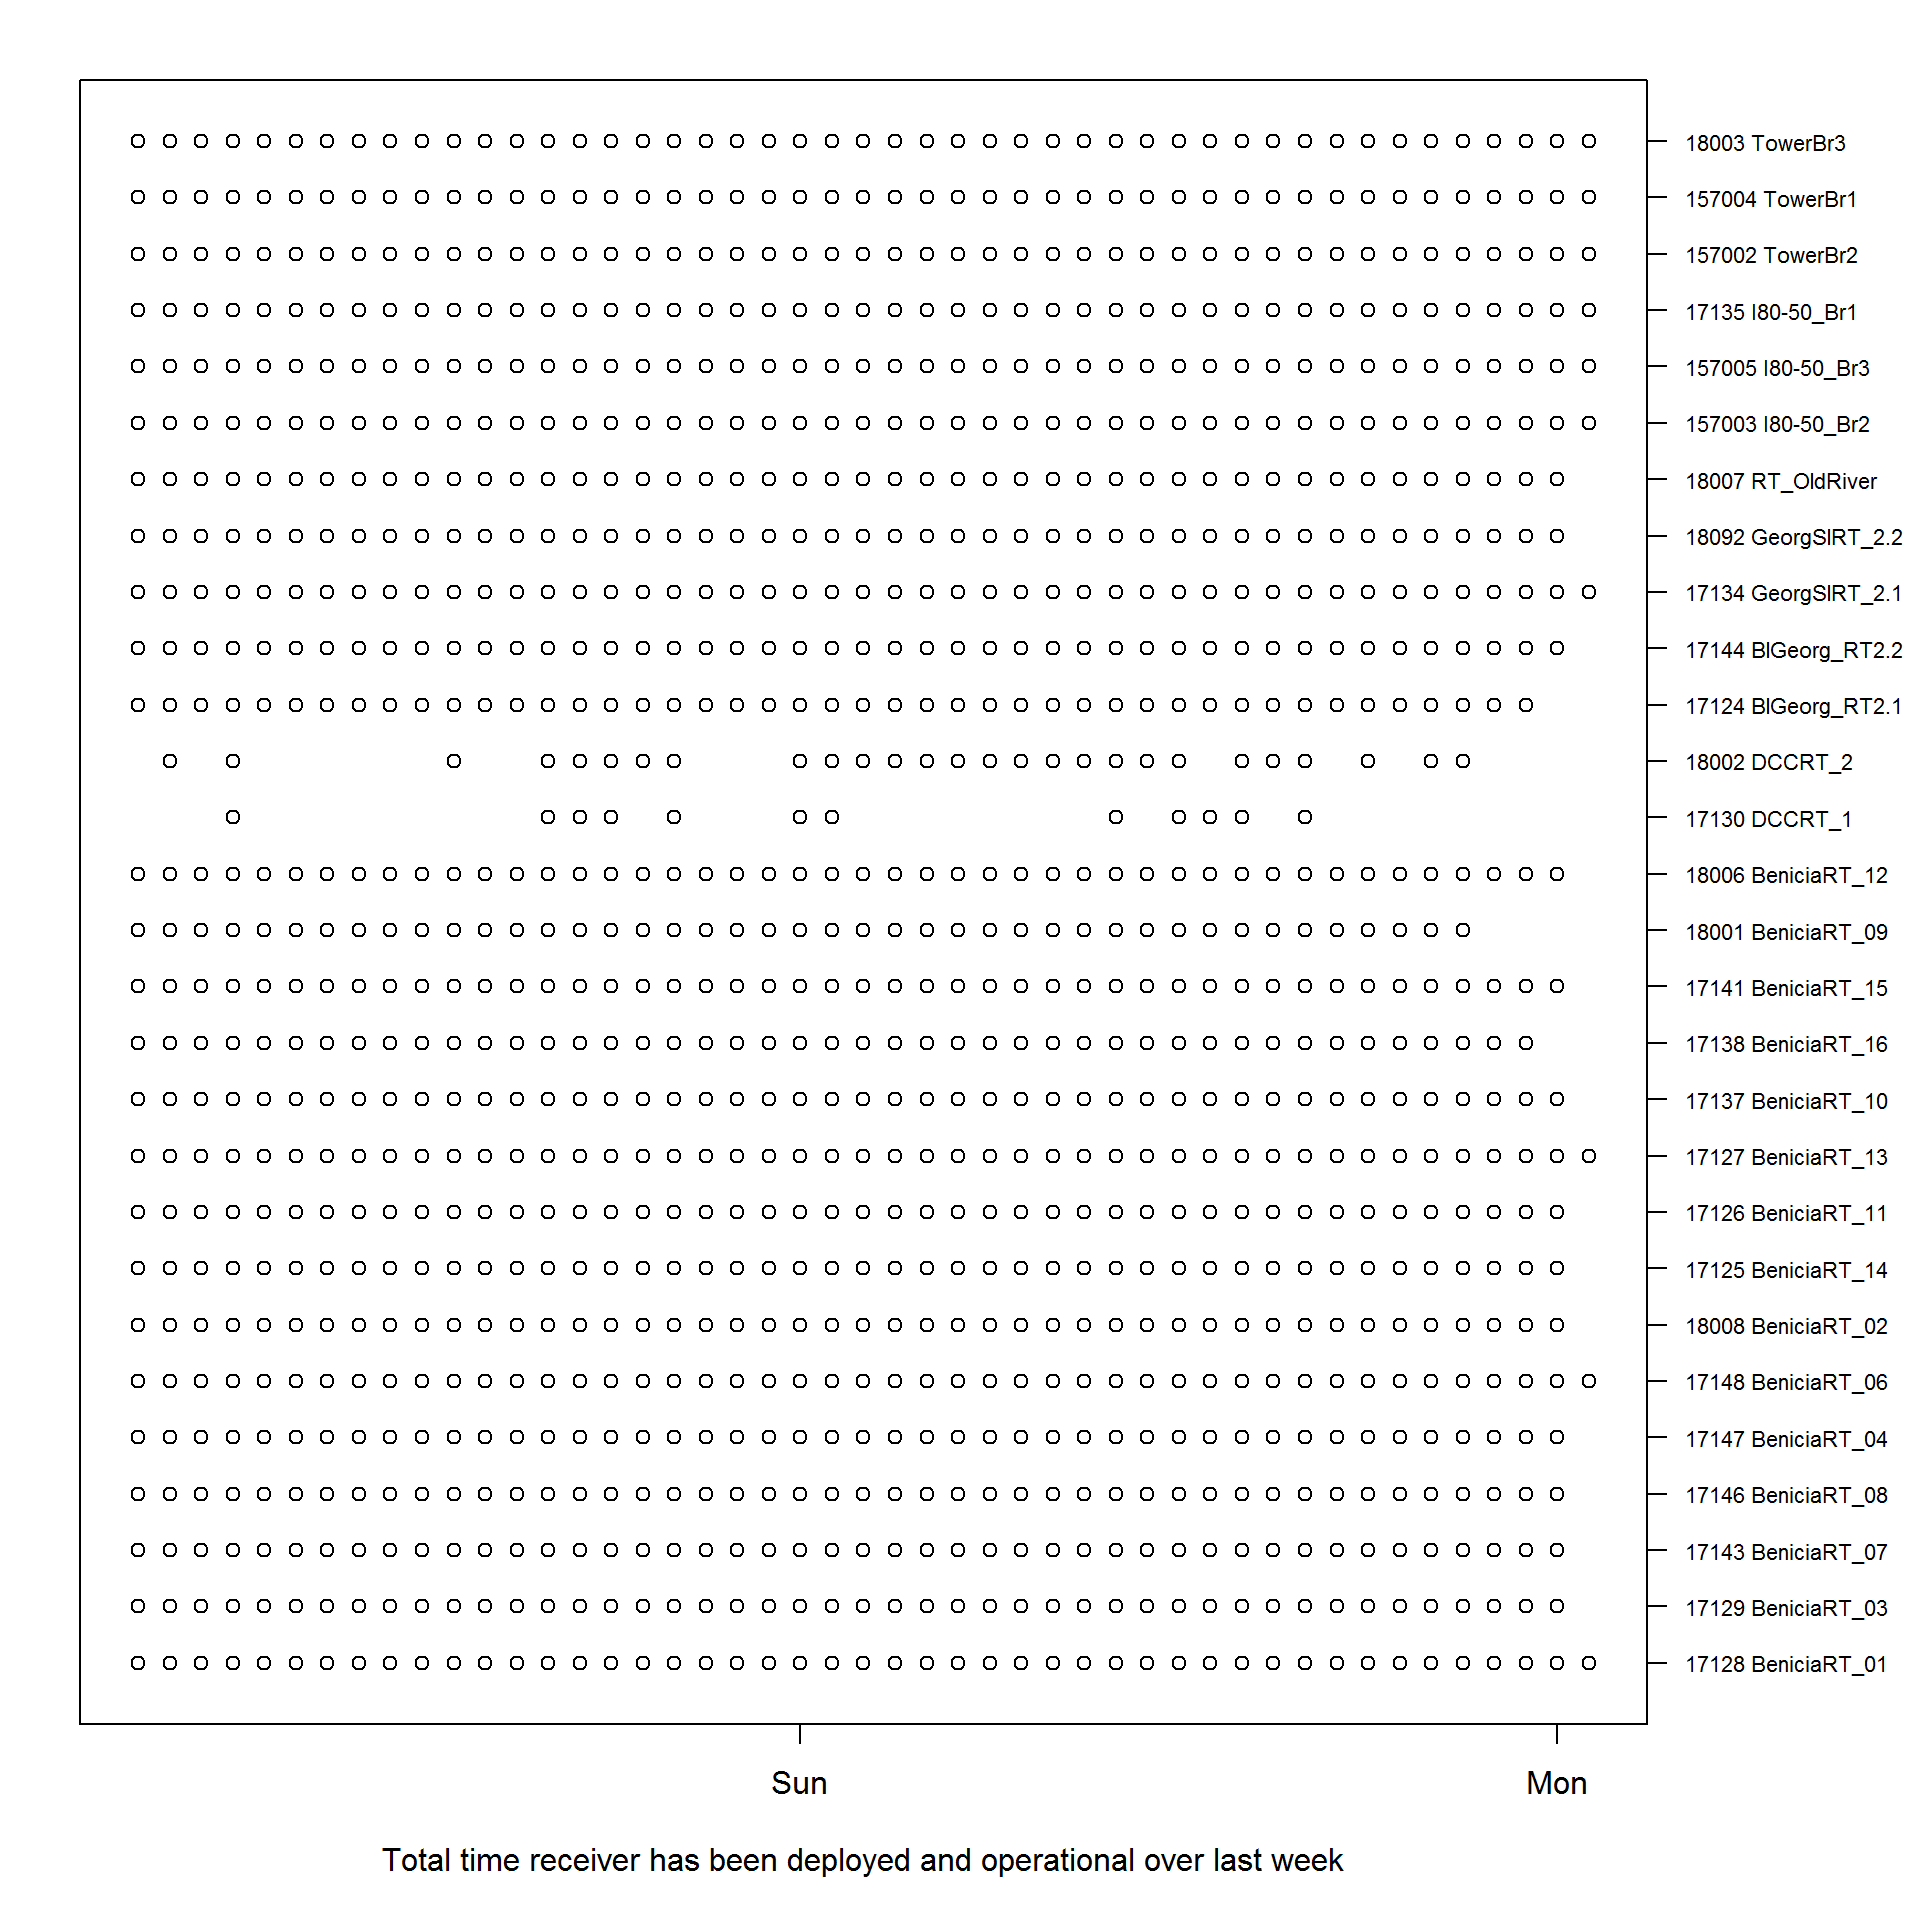 18003 TowerBr3
157004 TowerBr1
157002 TowerBr2
17135 I80-50_Br1
157005 I80-50_Br3
157003 I80-50_Br2
18007 RT_OldRiver
18092 GeorgSlRT_2.2
17134 GeorgSlRT_2.1
17144 BlGeorg_RT2.2
17124 BlGeorg_RT2.1
18002 DCCRT_2
17130 DCCRT_1
18006 BeniciaRT_12
18001 BeniciaRT_09
17141 BeniciaRT_15
17138 BeniciaRT_16
17137 BeniciaRT_10
17127 BeniciaRT_13
17126 BeniciaRT_11
17125 BeniciaRT_14
18008 BeniciaRT_02
17148 BeniciaRT_06
17147 BeniciaRT_04
17146 BeniciaRT_08
17143 BeniciaRT_07
17129 BeniciaRT_03
17128 BeniciaRT_01
Sun Mon
Total time receiver has been deployed and operational over last week